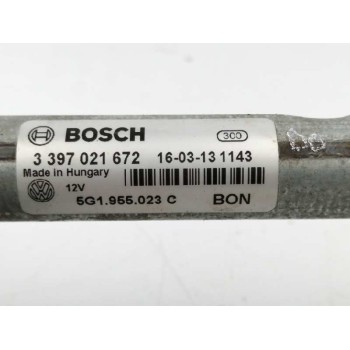 BOSCH 300
3 397 021 672 16-03-13 1143
Made in Hungary
12V
5G1.955.023 C BON